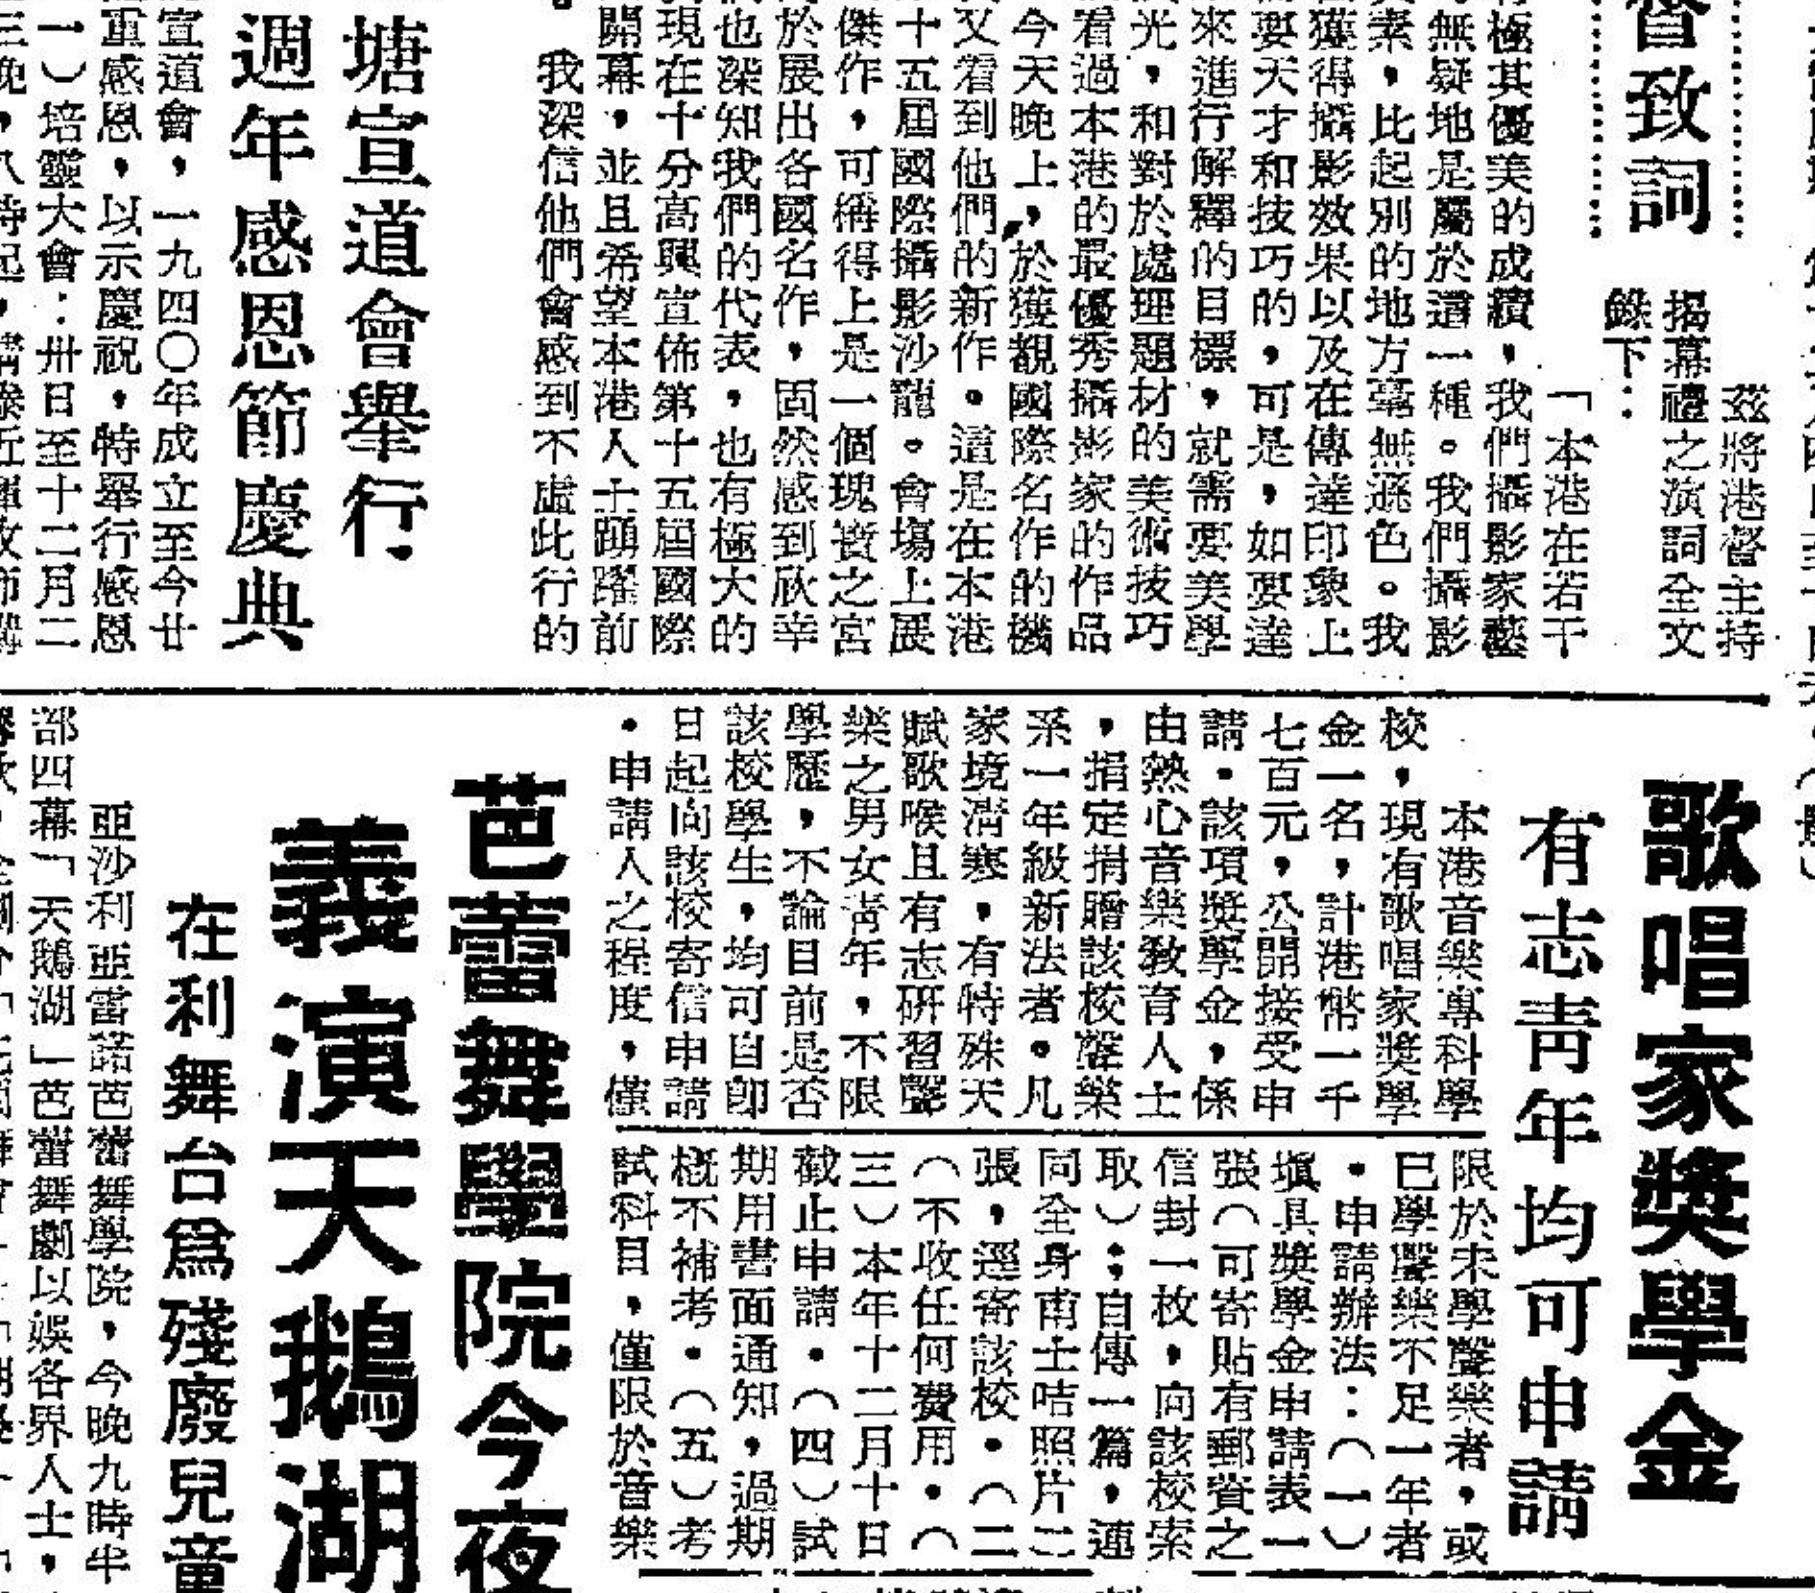 督致詞
茲將港督主持
揭幕禮之演詞全文
錄下：
「本港在若干
極其優美的成績，我們攝影家藝
無疑地是屬於這一種。我們攝影
素，比起別的地方毫無遜色。我
獲得攝影效果以及在傳達印象上
要天才和技巧的，可是，如要達
來進行解釋的目標，就需要美學
光，和對於處理題材的美術技巧
看過本港的最優秀攝影家的作品
今天晚上，於獲觀國際名作的機
又看到他們的新作。這是在本港
十五屆國際攝影沙龍。會場上展
傑作，可稱得上是一個瑰寶之宮
於展出各國名作，固然感到欣幸
也深知我們的代表，也有極大的
現在十分高興宣佈第十五屆國際
開幕，並且希望本港人士踴躍前
。我深信他們會感到不虛此行的
塘宣道會舉行
週年感恩節慶典
宣道會，一九四〇年成立至今廿
重感恩，以示慶祝，特舉行感恩
一）培靈大會：卅日至十二月二
三晚，八時起，講
歌唱家獎學金
有志青年均可申請
本港音樂專科學
校，現有歌唱家獎學
金一名，計港幣一千
七百元，公開接受申
請。該項獎學金，係
由熱心音樂教育人士
，捐定捐贈該校聲樂
系一年級新法者。凡
家境清寒，有特殊天
賦歌喉且有志研習聲
樂之男女青年，不限
學歷，不論目前是否
該校學生，均可自即
日起向該校寄信申請
。申請人之程度，僅
限於未學聲樂者，或
已學聲樂不足一年者
。申請辦法：（一）
塡具獎學金申請表一
張（可寄貼有郵資之
信封一枚，向該校索
取）；自傳一篇，連
同全身甫士咭照片二
張，逕寄該校。（二
（不收任何費用。（
三）本年十二月十日
截止申請。（四）試
期用書面通知，過期
槪不補考。（五）考
試科目，僅限於音樂
芭蕾舞學院今夜
義演天鵝湖
在利舞台爲殘廢兒童
亞沙利亞雷諾芭蕾舞學院，今晚九時半
部四幕「天鵝湖」芭蕾舞劇以娛各界人士，